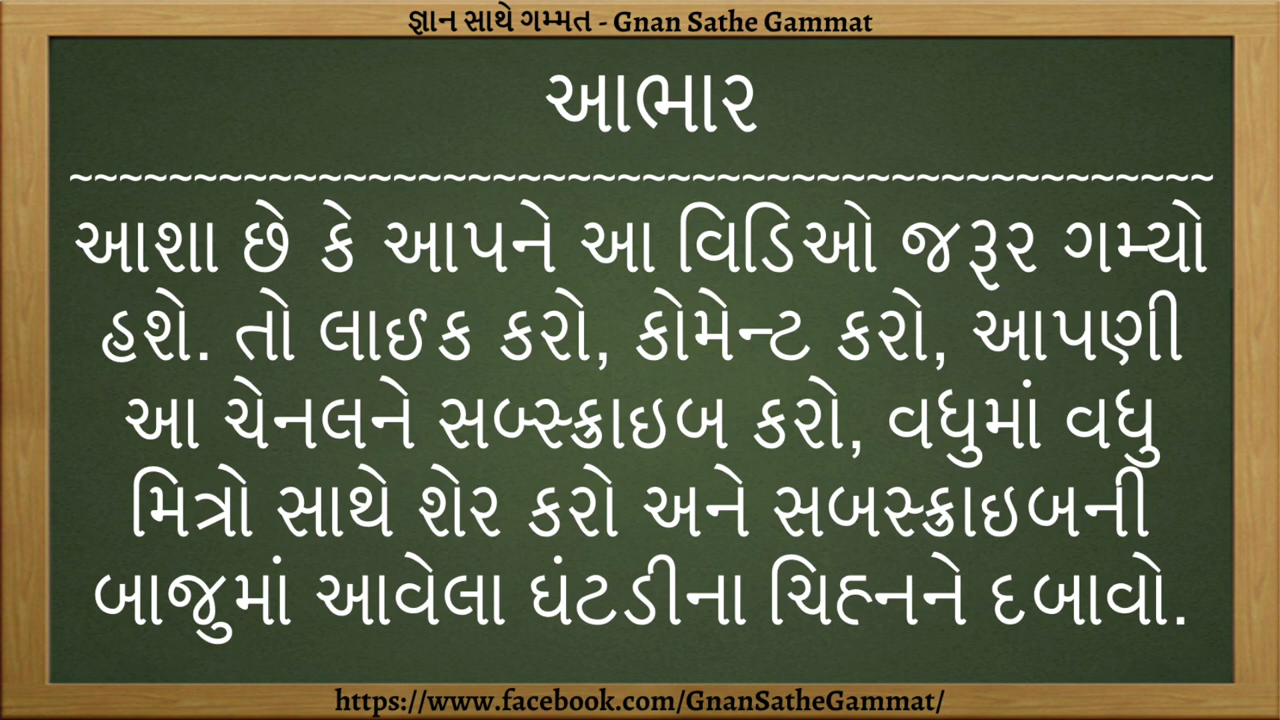 જ્ઞાન સાથે ગમ્મત - Gnan Sathe Gammat
આભાર
~~~~~~~~~~~~~~~~~~~~~~~~~~~~~~~~~~~~~~~~~~~~~~~
આશા છે કે આપને આ વિડિઓ જરૂર ગમ્યો
હશે. તો લાઈક કરો, કોમેન્ટ કરો, આપણી
આ ચેનલને સબ્સ્ક્રાઇબ કરો, વધુમાં વધુ
મિત્રો સાથે શેર કરો અને સબસ્ક્રાઇબની
બાજુમાં આવેલા ઘંટડીના ચિહ્નને દબાવો.
https://www.facebook.com/GnanSatheGammat/